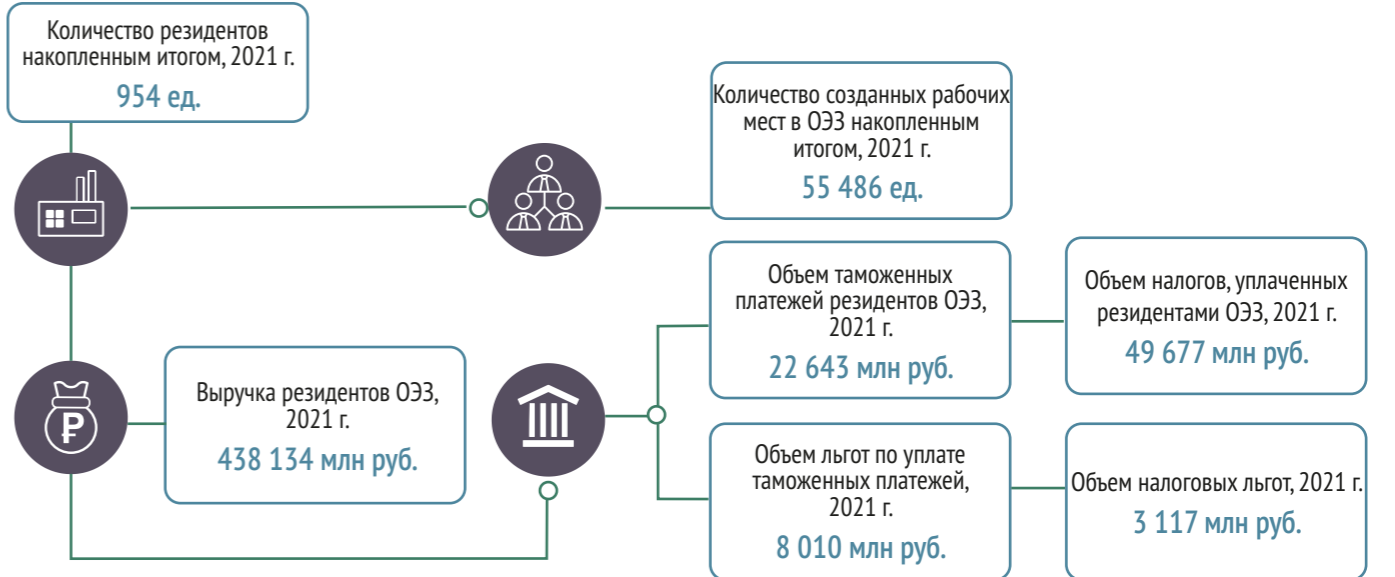 Количество резидентов
накопленным итогом, 2021 г.
954 ед.
Количество созданных рабочих
мест в ОЭЗ накопленным
итогом, 2021 г.
55 486 ед.
Объем таможенных
платежей резидентов ОЭЗ,
2021 г.
22 643 млн руб.
Объем налогов, уплаченных
резидентами ОЭЗ, 2021 г.
49 677 млн руб.
Выручка резидентов ОЭЗ,
2021 г.
438 134 млн руб.
Объем льгот по уплате
таможенных платежей,
2021 г.
8 010 млн руб.
Объем налоговых льгот, 2021 г.
3 117 млн руб.